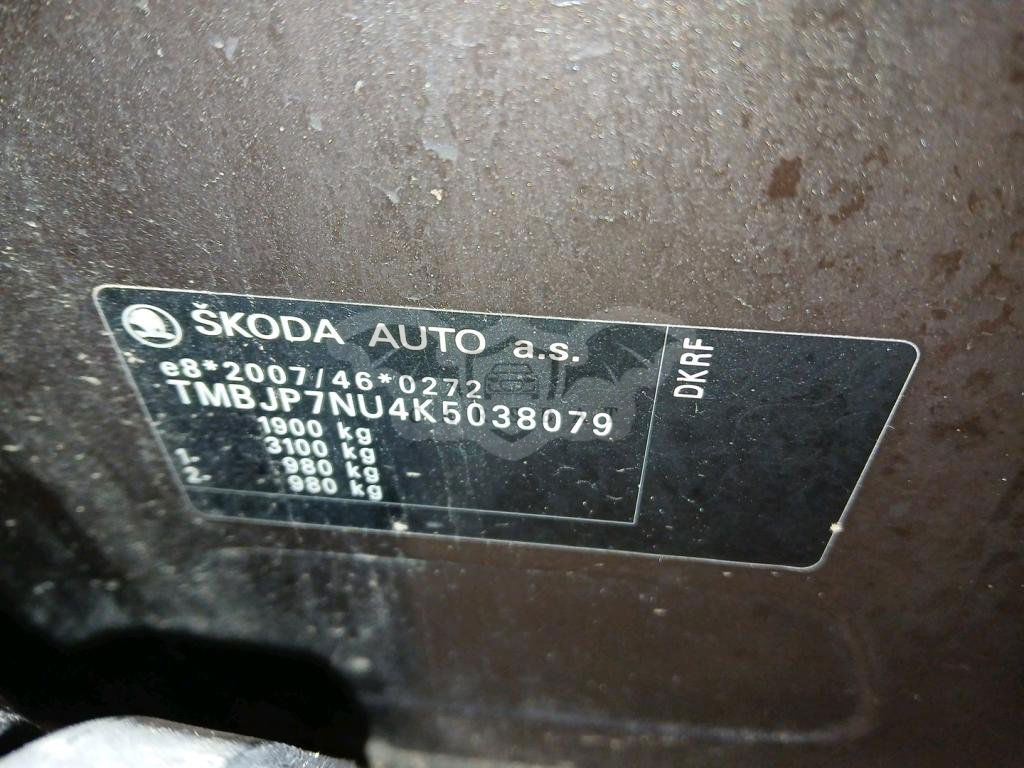 ŠKODA AUTO a.s.
e8*2007/46*0272
TMBJP7NU4K5038079
1900 kg
3100 kg
1- 980 kg
2- 980 kg
DKRF